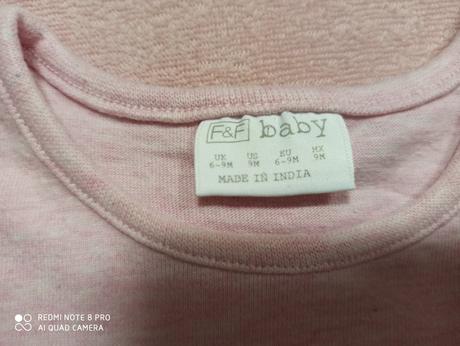 F&F baby
UK US EU MX
6-9M 9M 6-9M 9M
MADE IN INDIA
REDMI NOTE 8 PRO
AI QUAD CAMERA